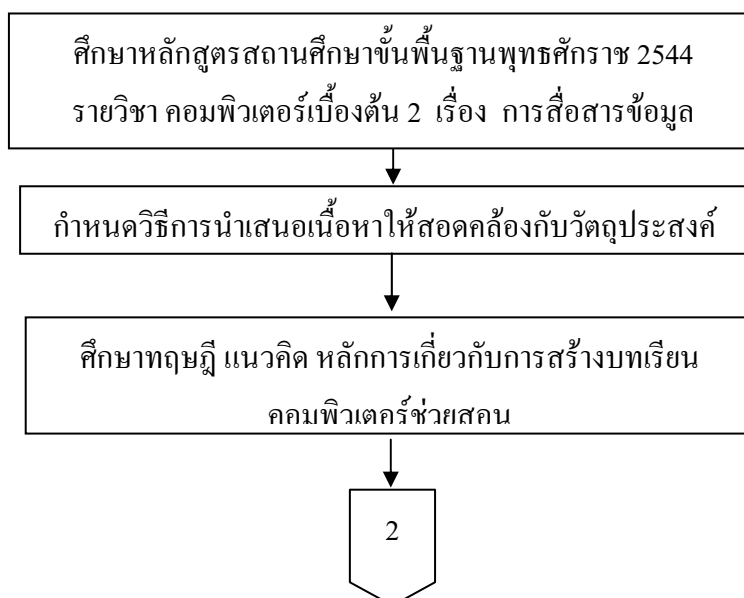 ศึกษาหลักสูตรสถานศึกษาขั้นพื้นฐานพุทธศักราช 2544
รายวิชา คอมพิวเตอร์เบื้องต้น 2 เรื่อง การสื่อสารข้อมูล
กำหนดวิธีการนำเสนอเนื้อหาให้สอดคล้องกับวัตถุประสงค์
ศึกษาทฤษฎี แนวคิด หลักการเกี่ยวกับการสร้างบทเรียน
คอมพิวเตอร์ช่วยสอน
2